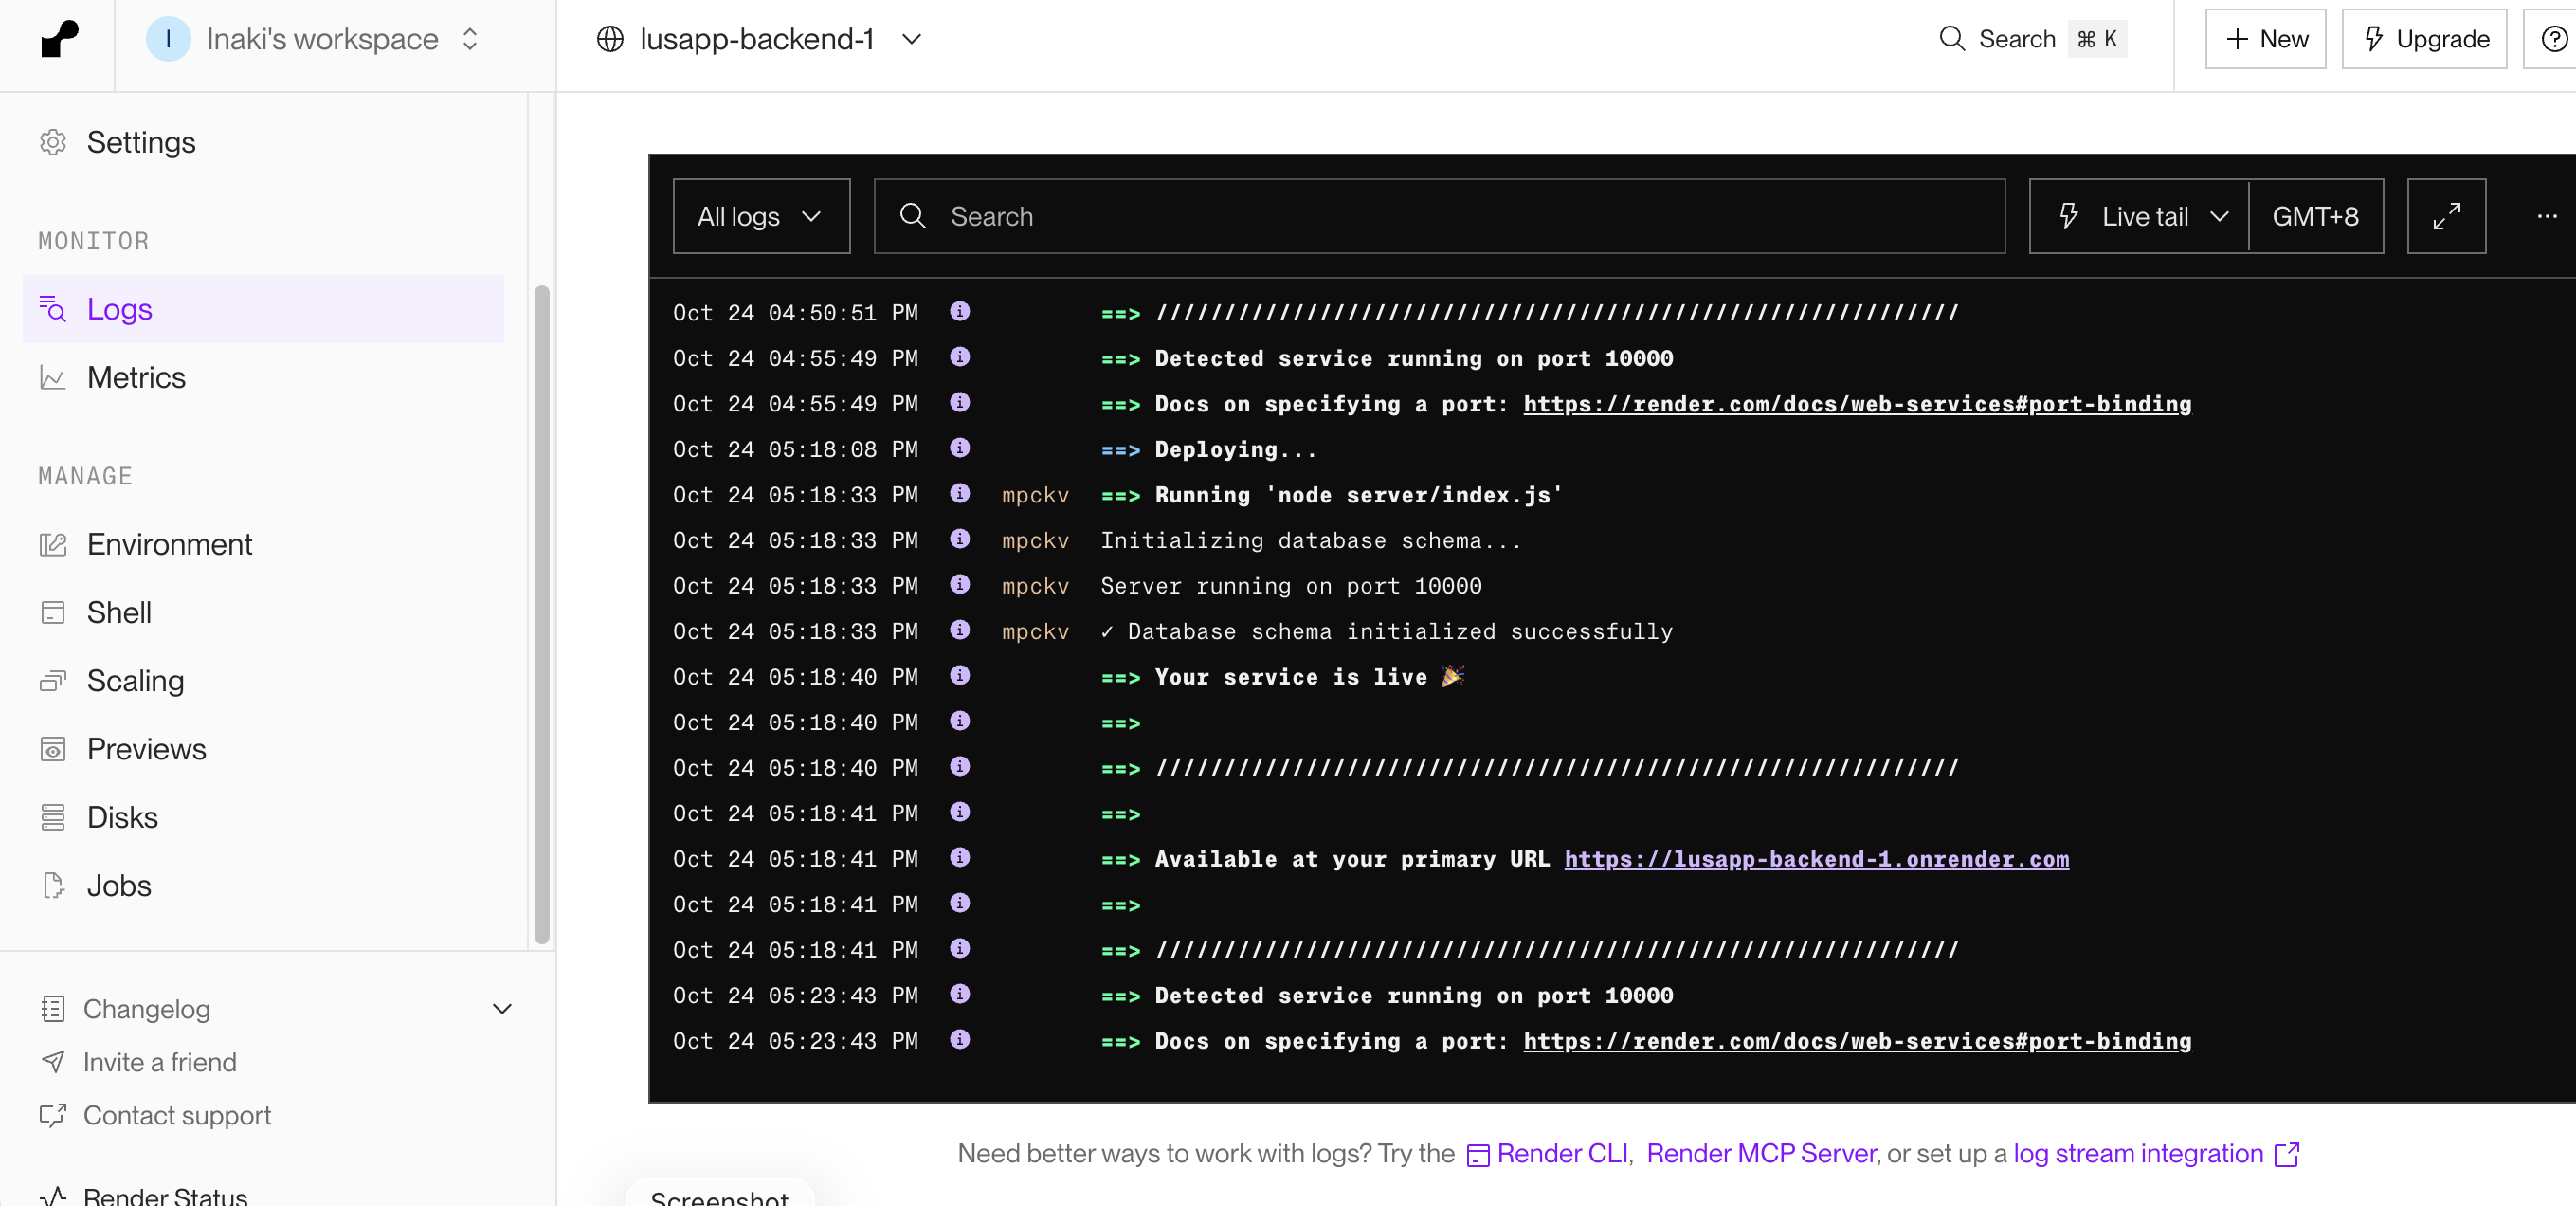 I Inaki's workspace
lusapp-backend-1
Search ⌘ K
+ New
Upgrade
Settings
MONITOR
Logs
Metrics
MANAGE
Environment
Shell
Scaling
Previews
Disks
Jobs
Changelog
Invite a friend
Contact support
Render Status
All logs
Search
Live tail
GMT+8
Oct 24 04:50:51 PM ==> ///////////////////////////////////////////////////////////
Oct 24 04:55:49 PM ==> Detected service running on port 10000
Oct 24 04:55:49 PM ==> Docs on specifying a port: https://render.com/docs/web-services#port-binding
Oct 24 05:18:08 PM ==> Deploying...
Oct 24 05:18:33 PM mpckv ==> Running 'node server/index.js'
Oct 24 05:18:33 PM mpckv Initializing database schema...
Oct 24 05:18:33 PM mpckv Server running on port 10000
Oct 24 05:18:33 PM mpckv ✓ Database schema initialized successfully
Oct 24 05:18:40 PM ==> Your service is live 🎉
Oct 24 05:18:40 PM ==>
Oct 24 05:18:40 PM ==> ///////////////////////////////////////////////////////////
Oct 24 05:18:41 PM ==>
Oct 24 05:18:41 PM ==> Available at your primary URL https://lusapp-backend-1.onrender.com
Oct 24 05:18:41 PM ==>
Oct 24 05:18:41 PM ==> ///////////////////////////////////////////////////////////
Oct 24 05:23:43 PM ==> Detected service running on port 10000
Oct 24 05:23:43 PM ==> Docs on specifying a port: https://render.com/docs/web-services#port-binding
Need better ways to work with logs? Try the Render CLI, Render MCP Server, or set up a log stream integration
Screenshot